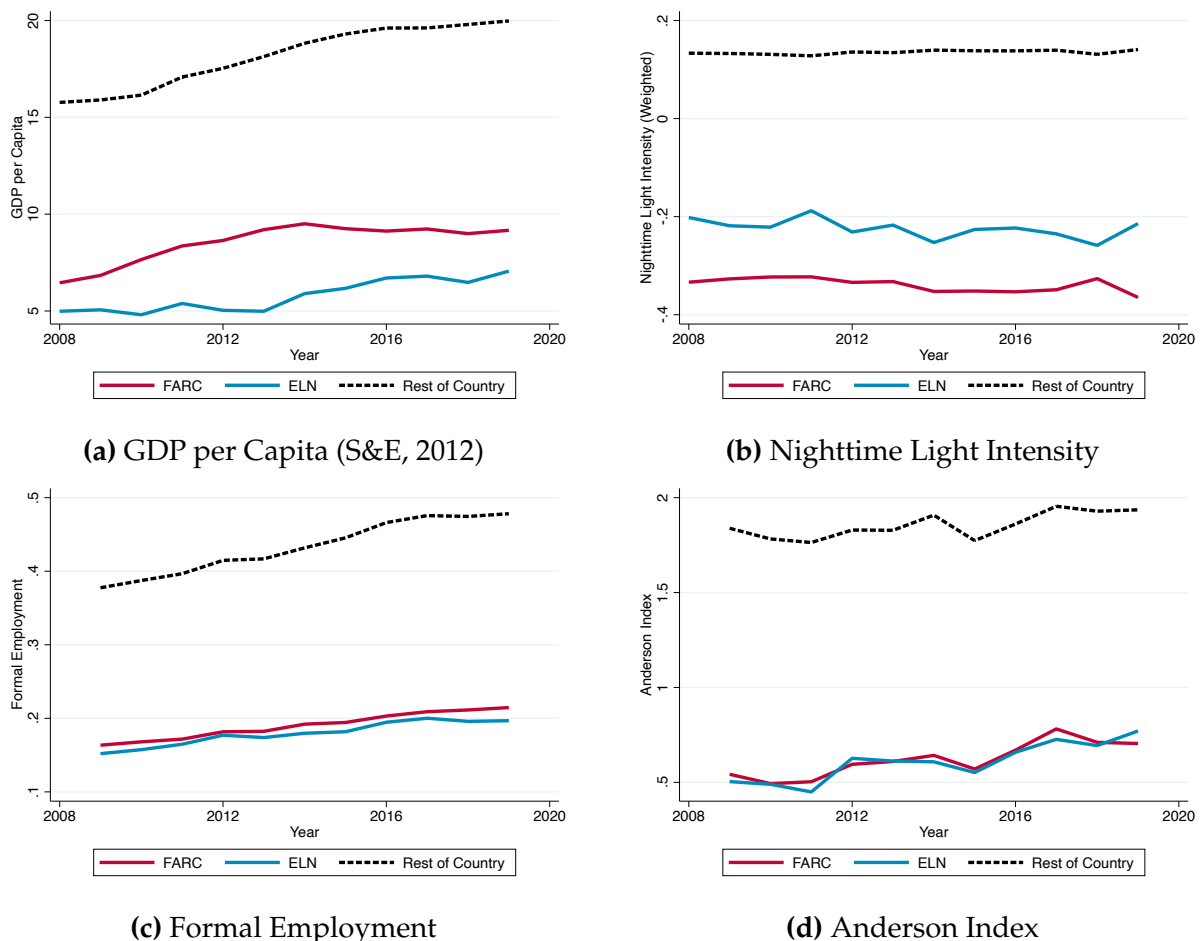 20
15
10
5
GDP per Capita
2008
2012
2016
2020
Year
FARC
ELN
Rest of Country
(a) GDP per Capita (S&E, 2012)
.2
0
-.2
-.4
Nighttime Light Intensity (Weighted)
2008
2012
2016
2020
Year
FARC
ELN
Rest of Country
(b) Nighttime Light Intensity
.5
.4
.3
.2
.1
Formal Employment
2008
2012
2016
2020
Year
FARC
ELN
Rest of Country
(c) Formal Employment
2
1.5
1
.5
Anderson Index
2008
2012
2016
2020
Year
FARC
ELN
Rest of Country
(d) Anderson Index